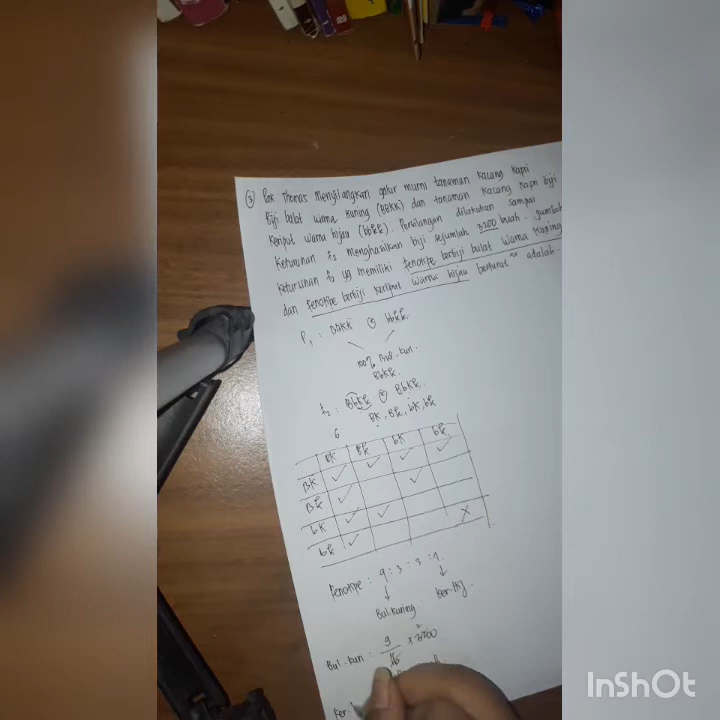 ③ Pak Thomas menyilangkan galur murni tanaman kacang kapri
biji bulat warna kuning (BBKK) dan tanaman kacang kapri biji
keriput warna hijau (bbkk). Persilangan dilakukan sampai
keturunan f2 menghasilkan biji sejumlah 3200 buah. Jumlah
keturunan f2 yg memiliki fenotipe berbiji bulat warna kuning
dan fenotipe berbiji keriput warna hijau berturut" adalah
P1 : BBKK bbkk.
100% Bul. kun.
BbKk.
f2 : BbKk BbKk.
6 BK, Bk, bK, bk
BK Bk bK bk
BK ✓ ✓ ✓ ✓
Bk ✓ ✓
bK ✓ ✓
bk ✓ X
fenotipe : 9 : 3 : 3 : 1
↓ ↓
Bul. kuning. Ker. Hij.
Bul. kun : 9/16 x 3200
2
InShot